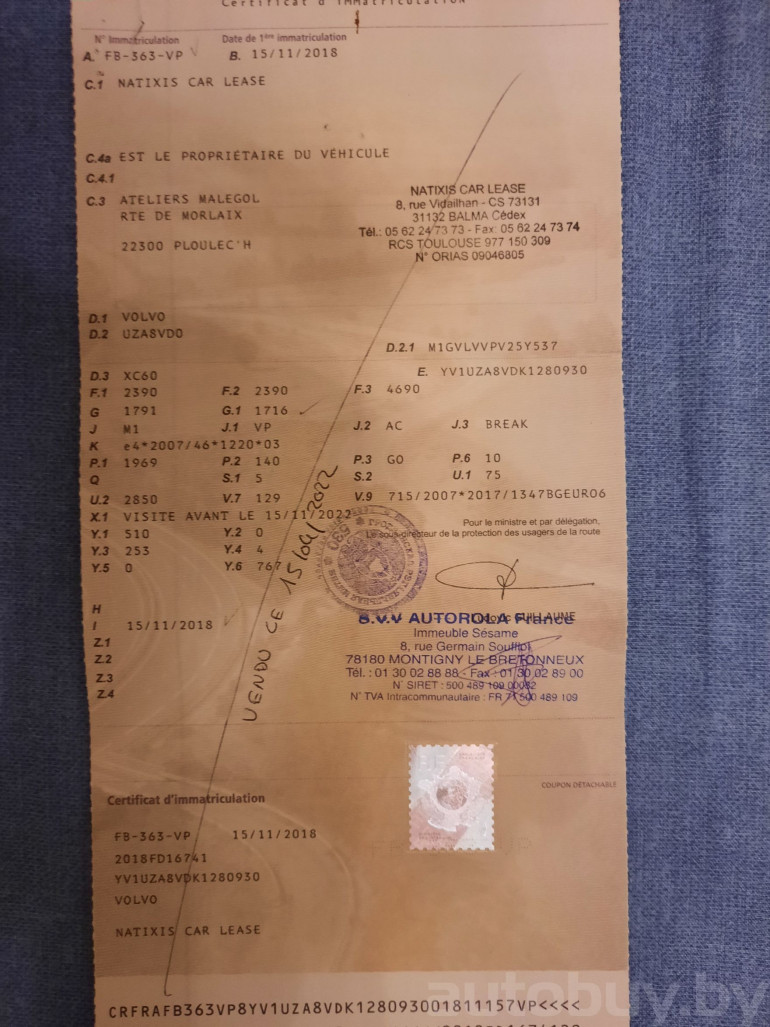 Certificat d'immatriculation
N° Immatriculation Date de 1ère immatriculation
A. FB-363-VP B. 15/11/2018
C.1 NATIXIS CAR LEASE
C.4a EST LE PROPRIÉTAIRE DU VÉHICULE
C.4.1
C.3 ATELIERS MALEGOL
RTE DE MORLAIX
22300 PLOULEC'H
NATIXIS CAR LEASE
8, rue Vidailhan - CS 73131
31132 BALMA Cédex
Tél.: 05 62 24 73 73 - Fax: 05 62 24 73 74
RCS TOULOUSE 977 150 309
N° ORIAS 09046805
D.1 VOLVO
D.2 UZA8VD0
D.2.1 M1GVLVVPV25Y537
D.3 XC60 E. YV1UZA8VDK1280930
F.1 2390 F.2 2390 F.3 4690
G 1791 G.1 1716
J M1 J.1 VP J.2 AC J.3 BREAK
K e4*2007/46*1220*03
P.1 1969 P.2 140 P.3 GO P.6 10
Q S.1 5 S.2 U.1 75
U.2 2850 V.7 129 V.9 715/2007*2017/1347BGEURO6
X.1 VISITE AVANT LE 15/11/2022
Y.1 510 Y.2 0
Y.3 253 Y.4 4
Y.5 0 Y.6 767
Pour le ministre et par délégation,
Le sous-directeur de la protection des usagers de la route
VENDU CE 15/04/2022
H
I 15/11/2018
Z.1
Z.2
Z.3
Z.4
S.V.V AUTOROLA France
Immeuble Sésame
8, rue Germain Soufflot
78180 MONTIGNY LE BRETONNEUX
Tél.: 01 30 02 88 88 - Fax: 01 30 02 89 00
N° SIRET : 500 489 109 00032
N° TVA Intracommunautaire : FR 71 500 489 109
COUPON DÉTACHABLE
Certificat d'immatriculation
FB-363-VP 15/11/2018
2018FD16741
YV1UZA8VDK1280930
VOLVO
NATIXIS CAR LEASE
autobuy.by
CRFRAFB363VP8YV1UZA8VDK128093001811157VP<<<<